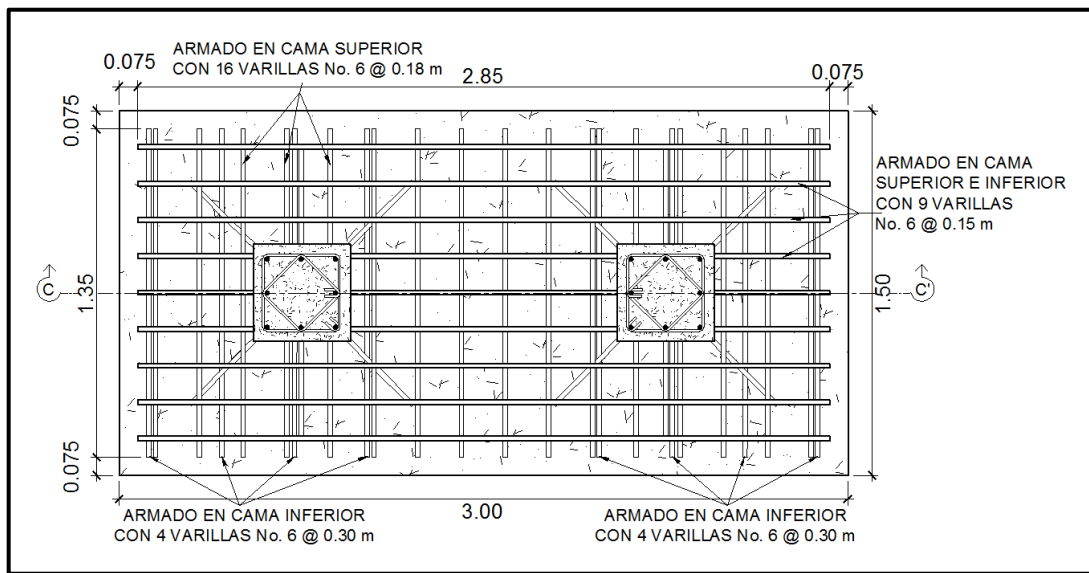 ARMADO EN CAMA SUPERIOR
CON 16 VARILLAS No. 6 @ 0.18 m
0.075
2.85
0.075
0.075
ARMADO EN CAMA
SUPERIOR E INFERIOR
CON 9 VARILLAS
No. 6 @ 0.15 m
C
1.35
C'
1.50
0.075
3.00
ARMADO EN CAMA INFERIOR
CON 4 VARILLAS No. 6 @ 0.30 m
ARMADO EN CAMA INFERIOR
CON 4 VARILLAS No. 6 @ 0.30 m